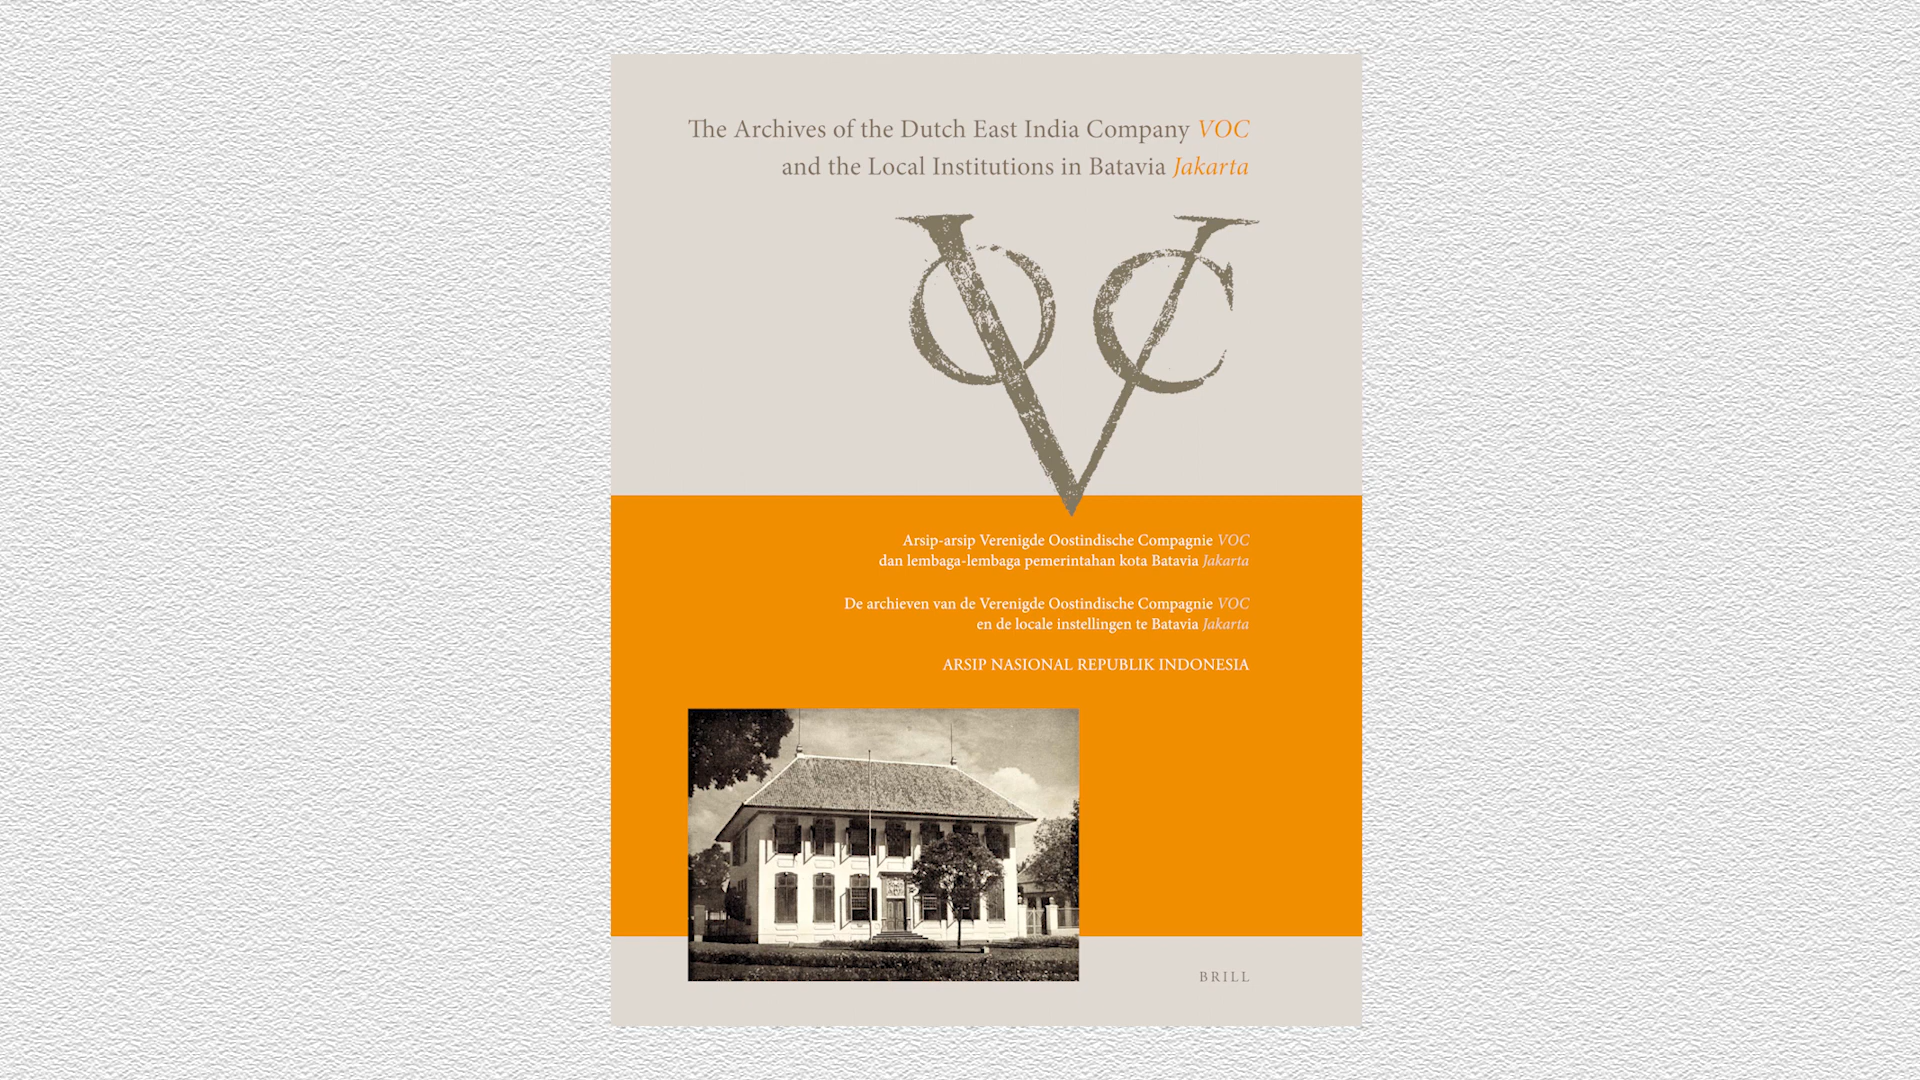 The Archives of the Dutch East India Company VOC
and the Local Institutions in Batavia Jakarta
VOC
Arsip-arsip Verenigde Oostindische Compagnie VOC
dan lembaga-lembaga pemerintahan kota Batavia Jakarta
De archieven van de Verenigde Oostindische Compagnie VOC
en de locale instellingen te Batavia Jakarta
ARSIP NASIONAL REPUBLIK INDONESIA
BRILL